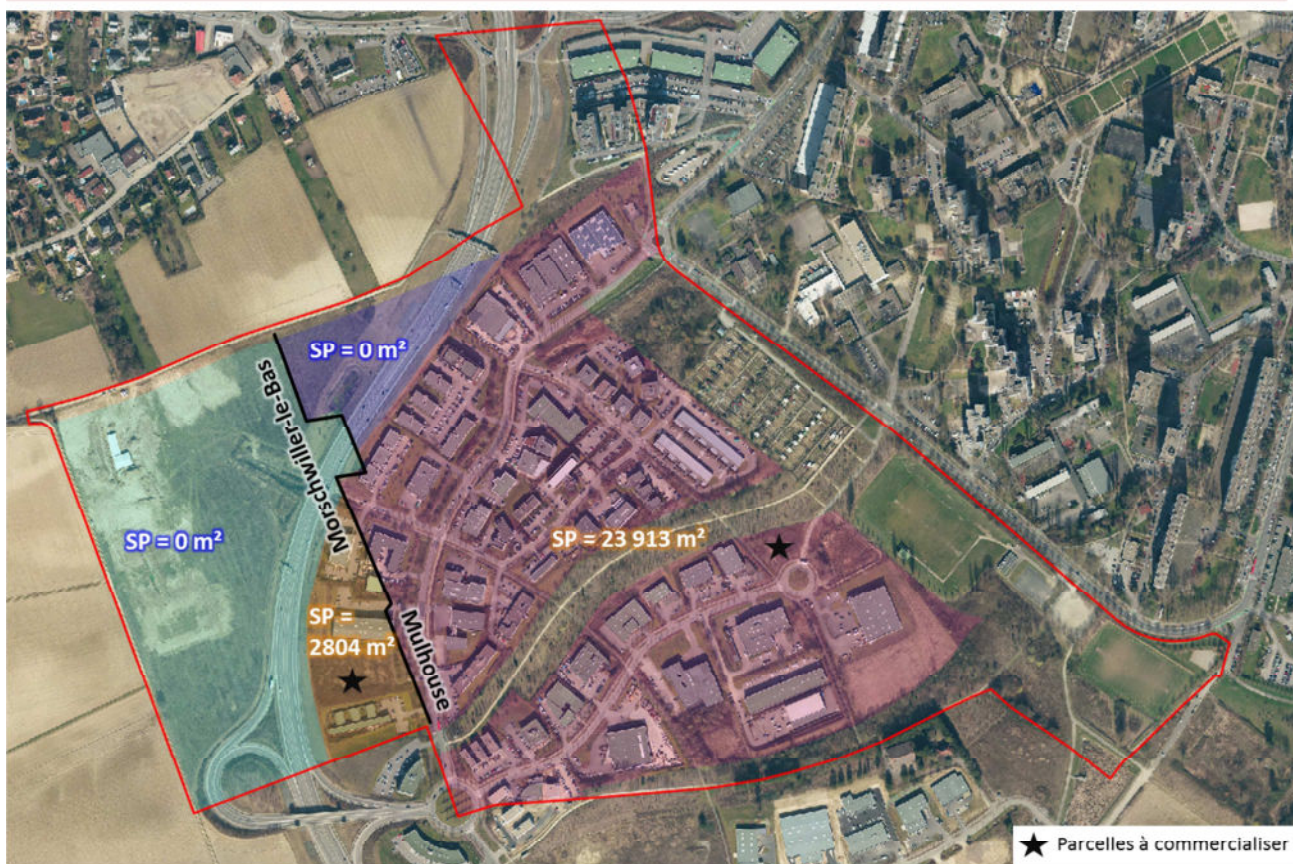 SP = 0 m²
Morschwiller-le-Bas
SP = 0 m²
SP = 23 913 m²
SP =
2804 m²
Mulhouse
★ Parcelles à commercialiser